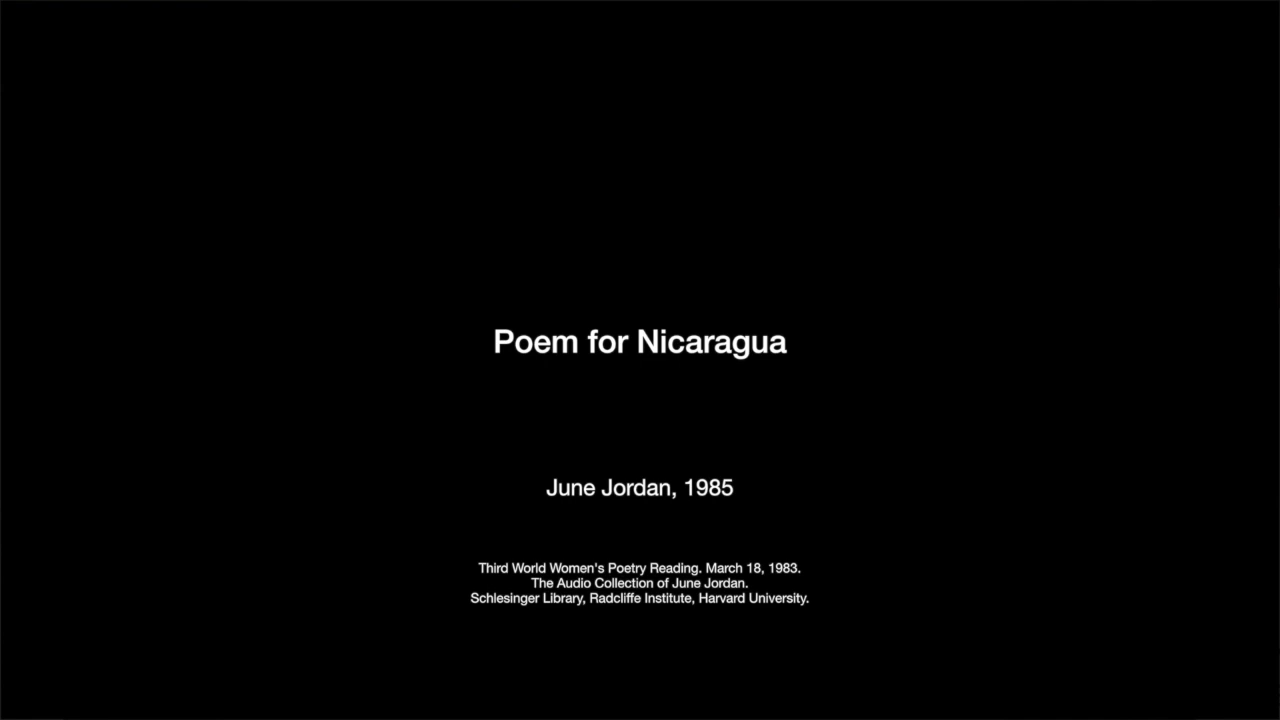 Poem for Nicaragua
June Jordan, 1985
Third World Women's Poetry Reading. March 18, 1983.
The Audio Collection of June Jordan.
Schlesinger Library, Radcliffe Institute, Harvard University.